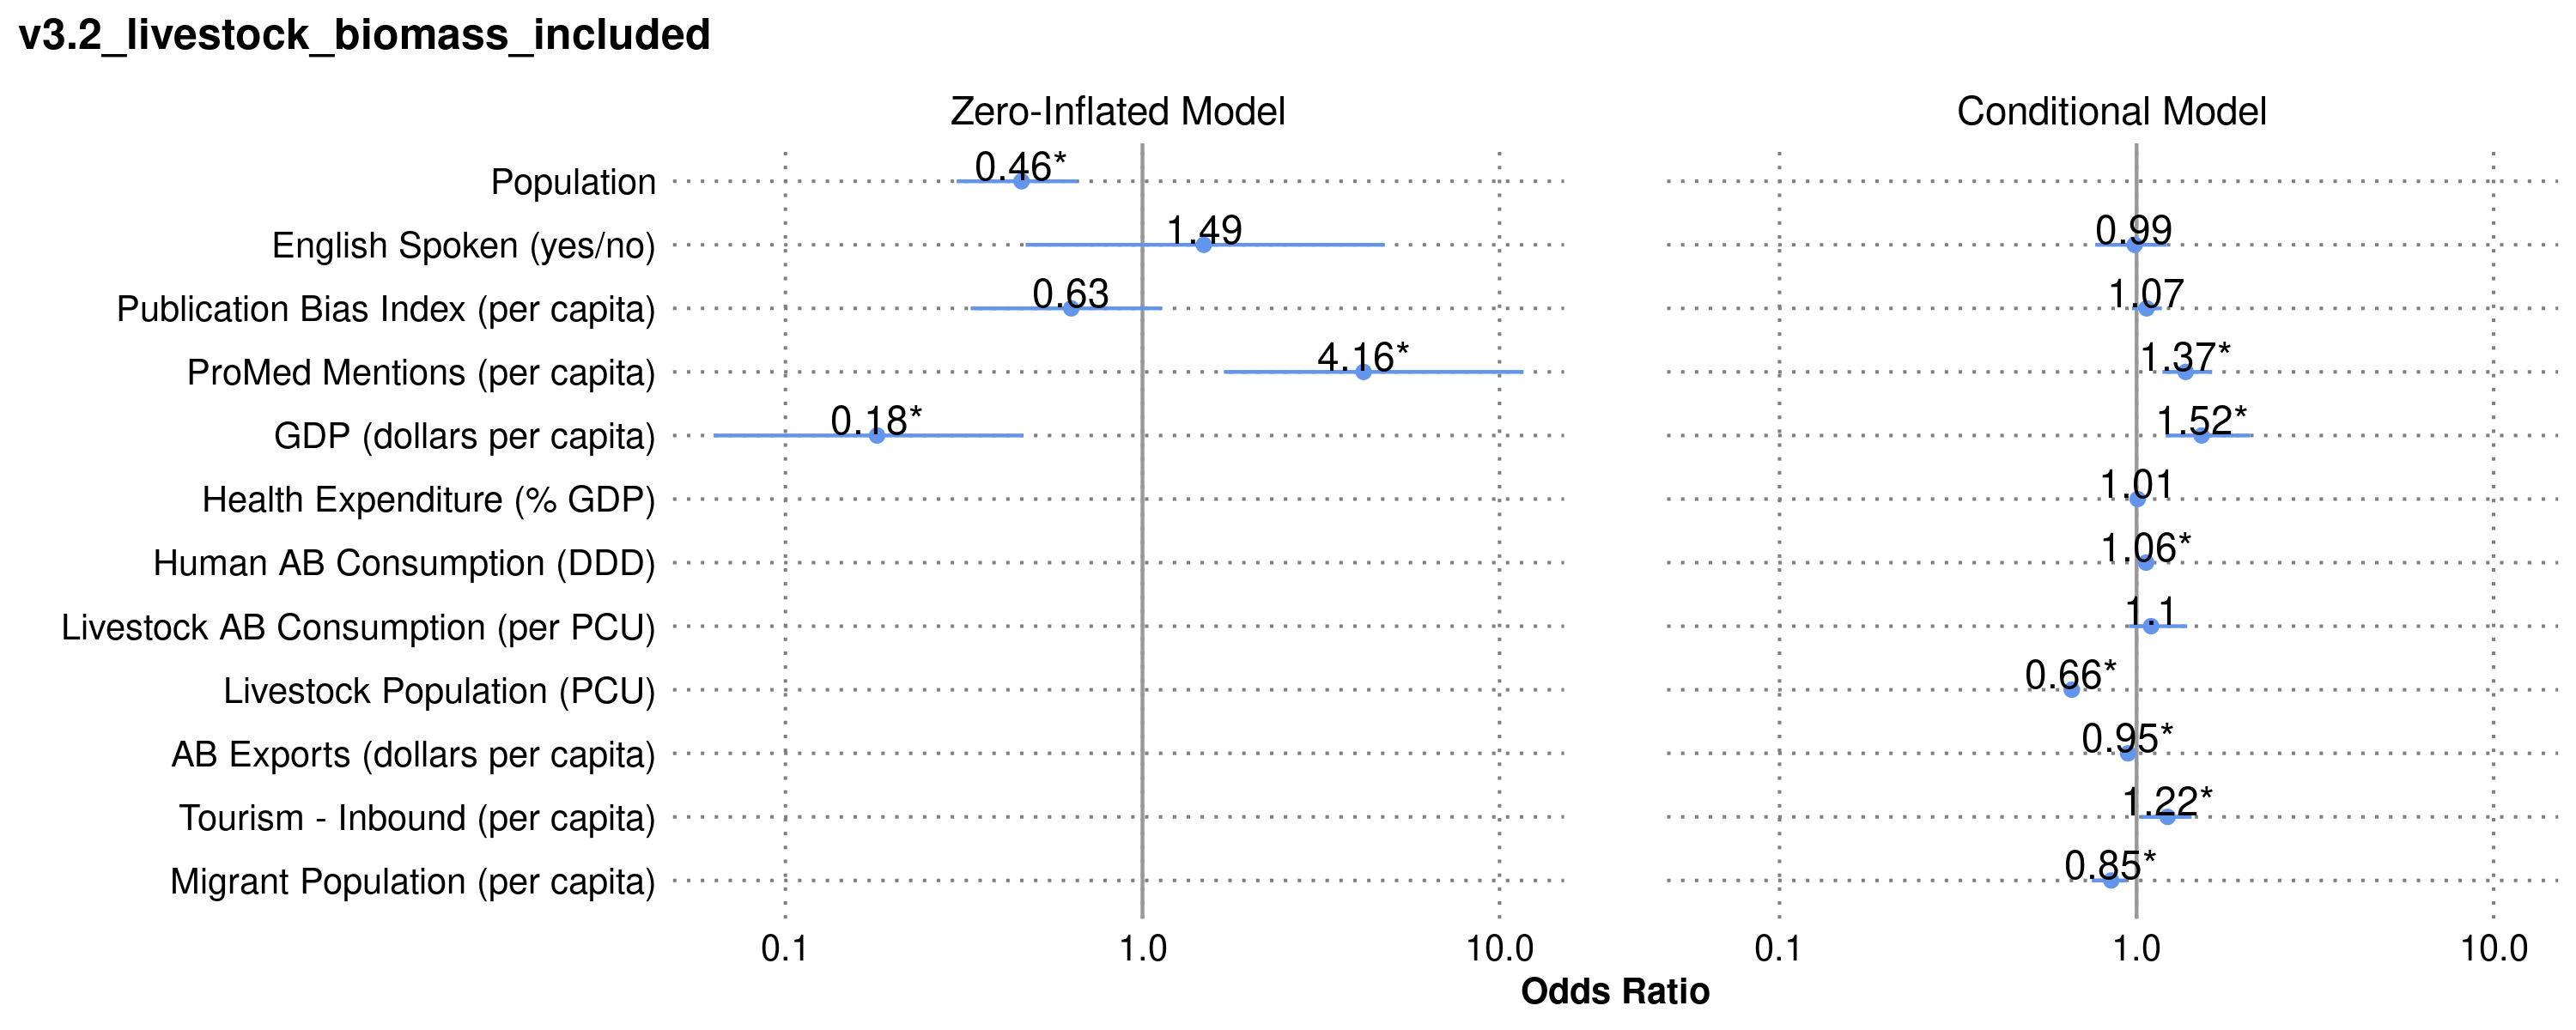 v3.2_livestock_biomass_included
Zero-Inflated Model Conditional Model
Population 0.46*
English Spoken (yes/no) 1.49 0.99
Publication Bias Index (per capita) 0.63 1.07
ProMed Mentions (per capita) 4.16* 1.37*
GDP (dollars per capita) 0.18* 1.52*
Health Expenditure (% GDP) 1.01
Human AB Consumption (DDD) 1.06*
Livestock AB Consumption (per PCU) 1.1
Livestock Population (PCU) 0.66*
AB Exports (dollars per capita) 0.95*
Tourism - Inbound (per capita) 1.22*
Migrant Population (per capita) 0.85*
0.1 1.0 10.0 0.1 1.0 10.0
Odds Ratio